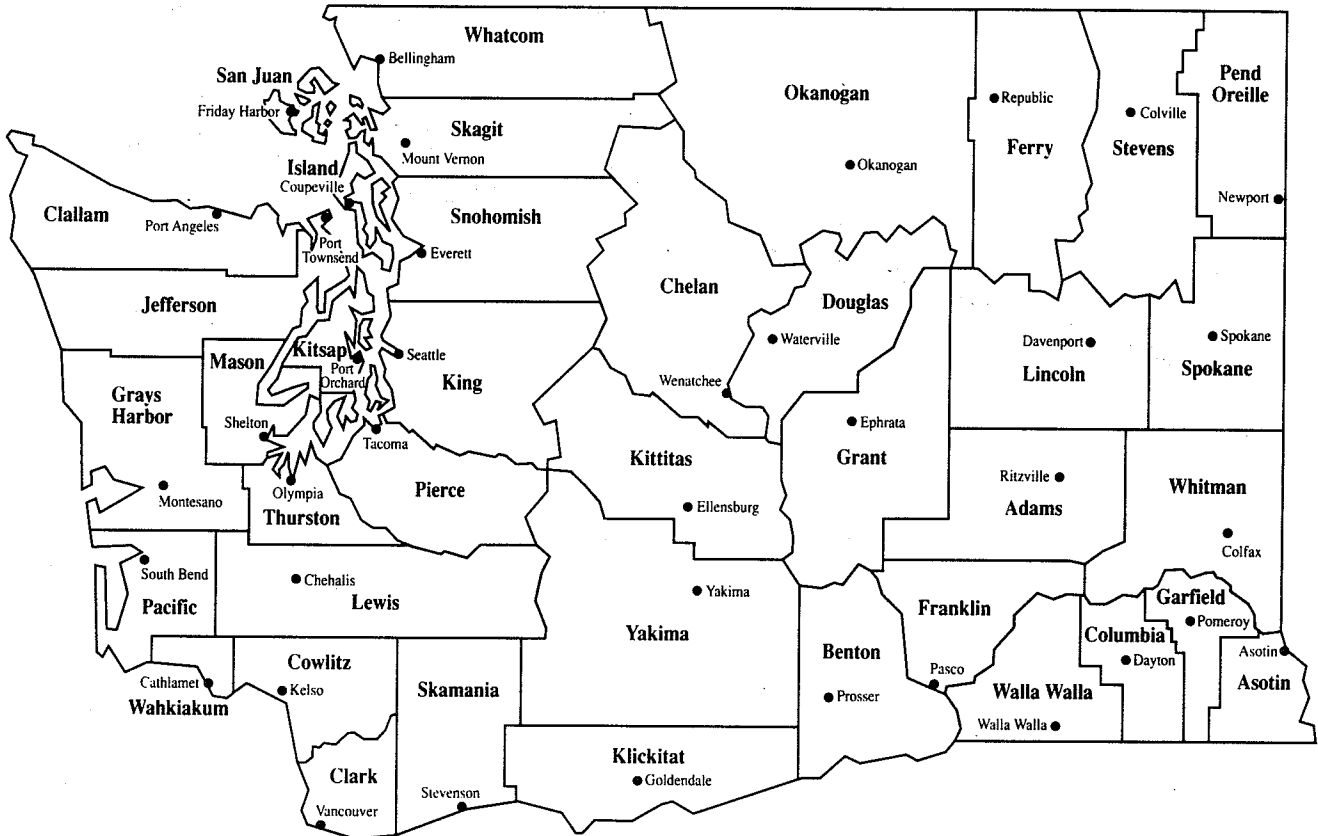 Whatcom
Bellingham
San Juan
Friday Harbor
Skagit
Mount Vernon
Island
Coupeville
Okanogan
Okanogan
Republic
Ferry
Colville
Stevens
Pend
Oreille
Newport
Clallam
Port Angeles
Port
Townsend
Snohomish
Everett
Jefferson
Chelan
Douglas
Waterville
Wenatchee
Davenport
Lincoln
Spokane
Spokane
Mason
Kitsap
Port
Orchard
Seattle
King
Grays
Harbor
Shelton
Tacoma
Ephrata
Grant
Kittitas
Ellensburg
Montesano
Olympia
Thurston
Pierce
Ritzville
Adams
Whitman
Colfax
South Bend
Pacific
Chehalis
Lewis
Yakima
Yakima
Franklin
Pasco
Garfield
Pomeroy
Columbia
Dayton
Asotin
Asotin
Benton
Prosser
Walla Walla
Walla Walla
Cathlamet
Wahkiakum
Cowlitz
Kelso
Skamania
Stevenson
Klickitat
Goldendale
Clark
Vancouver